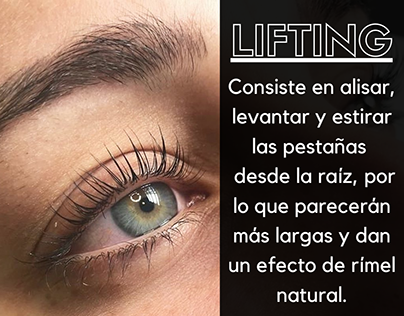 LIFTING
Consiste en alisar,
levantar y estirar
las pestañas
desde la raíz, por
lo que parecerán
más largas y dan
un efecto de rímel
natural.